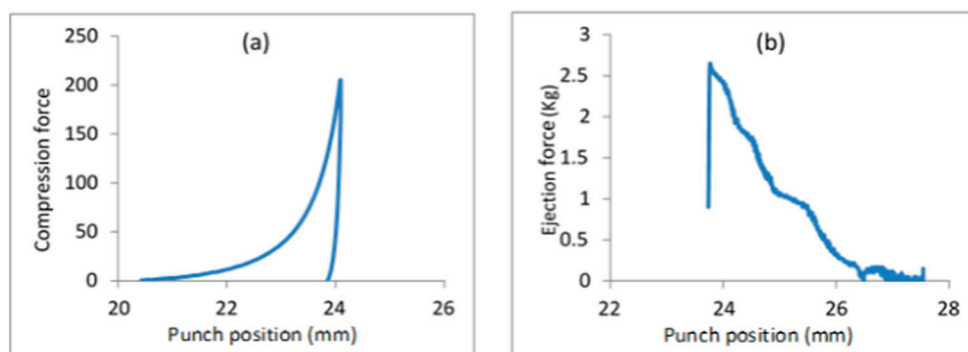 (a)
250
200
150
100
50
0
20 22 24 26
Compression force
Punch position (mm)
(b)
3
2.5
2
1.5
1
0.5
0
22 24 26 28
Ejection force (Kg)
Punch position (mm)